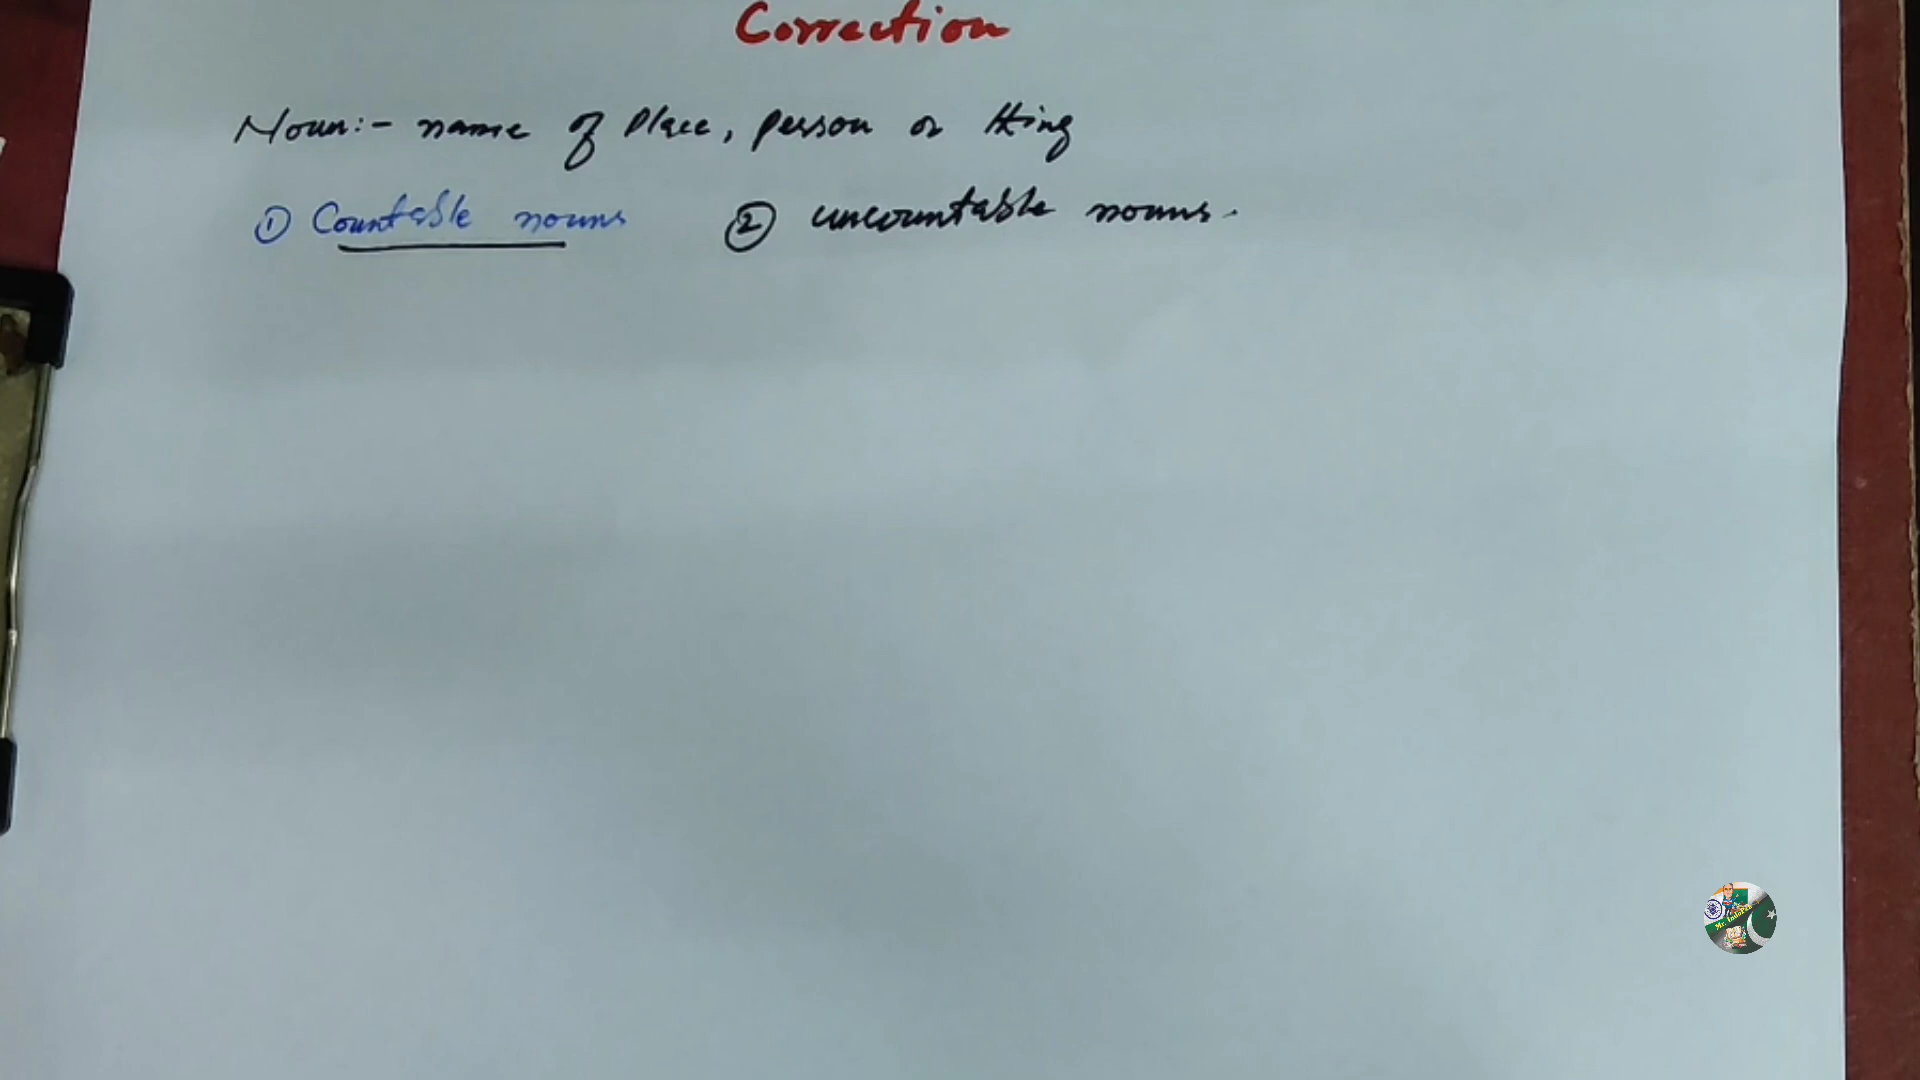 Correction
Noun:- name of Place, person or thing
① Countable nouns ② uncountable nouns.